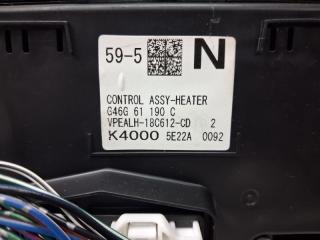 59-5 N
CONTROL ASSY-HEATER
G46G 61 190 C
VPEALH-18C612-CD 2
K4000 5E22A 0092